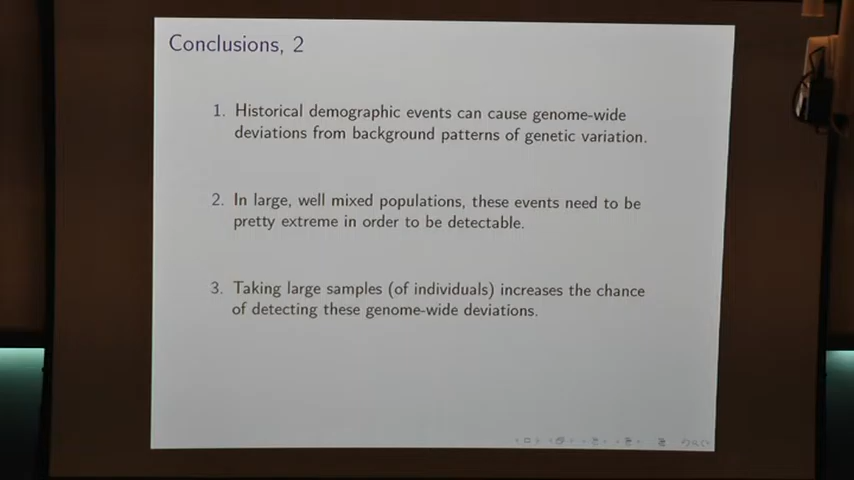 Conclusions, 2
1. Historical demographic events can cause genome-wide
deviations from background patterns of genetic variation.
2. In large, well mixed populations, these events need to be
pretty extreme in order to be detectable.
3. Taking large samples (of individuals) increases the chance
of detecting these genome-wide deviations.